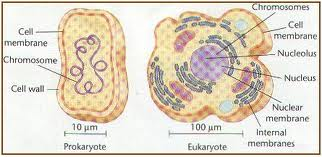 Cell
membrane
Chromosome
Cell wall
10 µm
Prokaryote
Chromosomes
Cell
membrane
Nucleolus
Nucleus
Nuclear
membrane
Internal
membranes
100 µm
Eukaryote